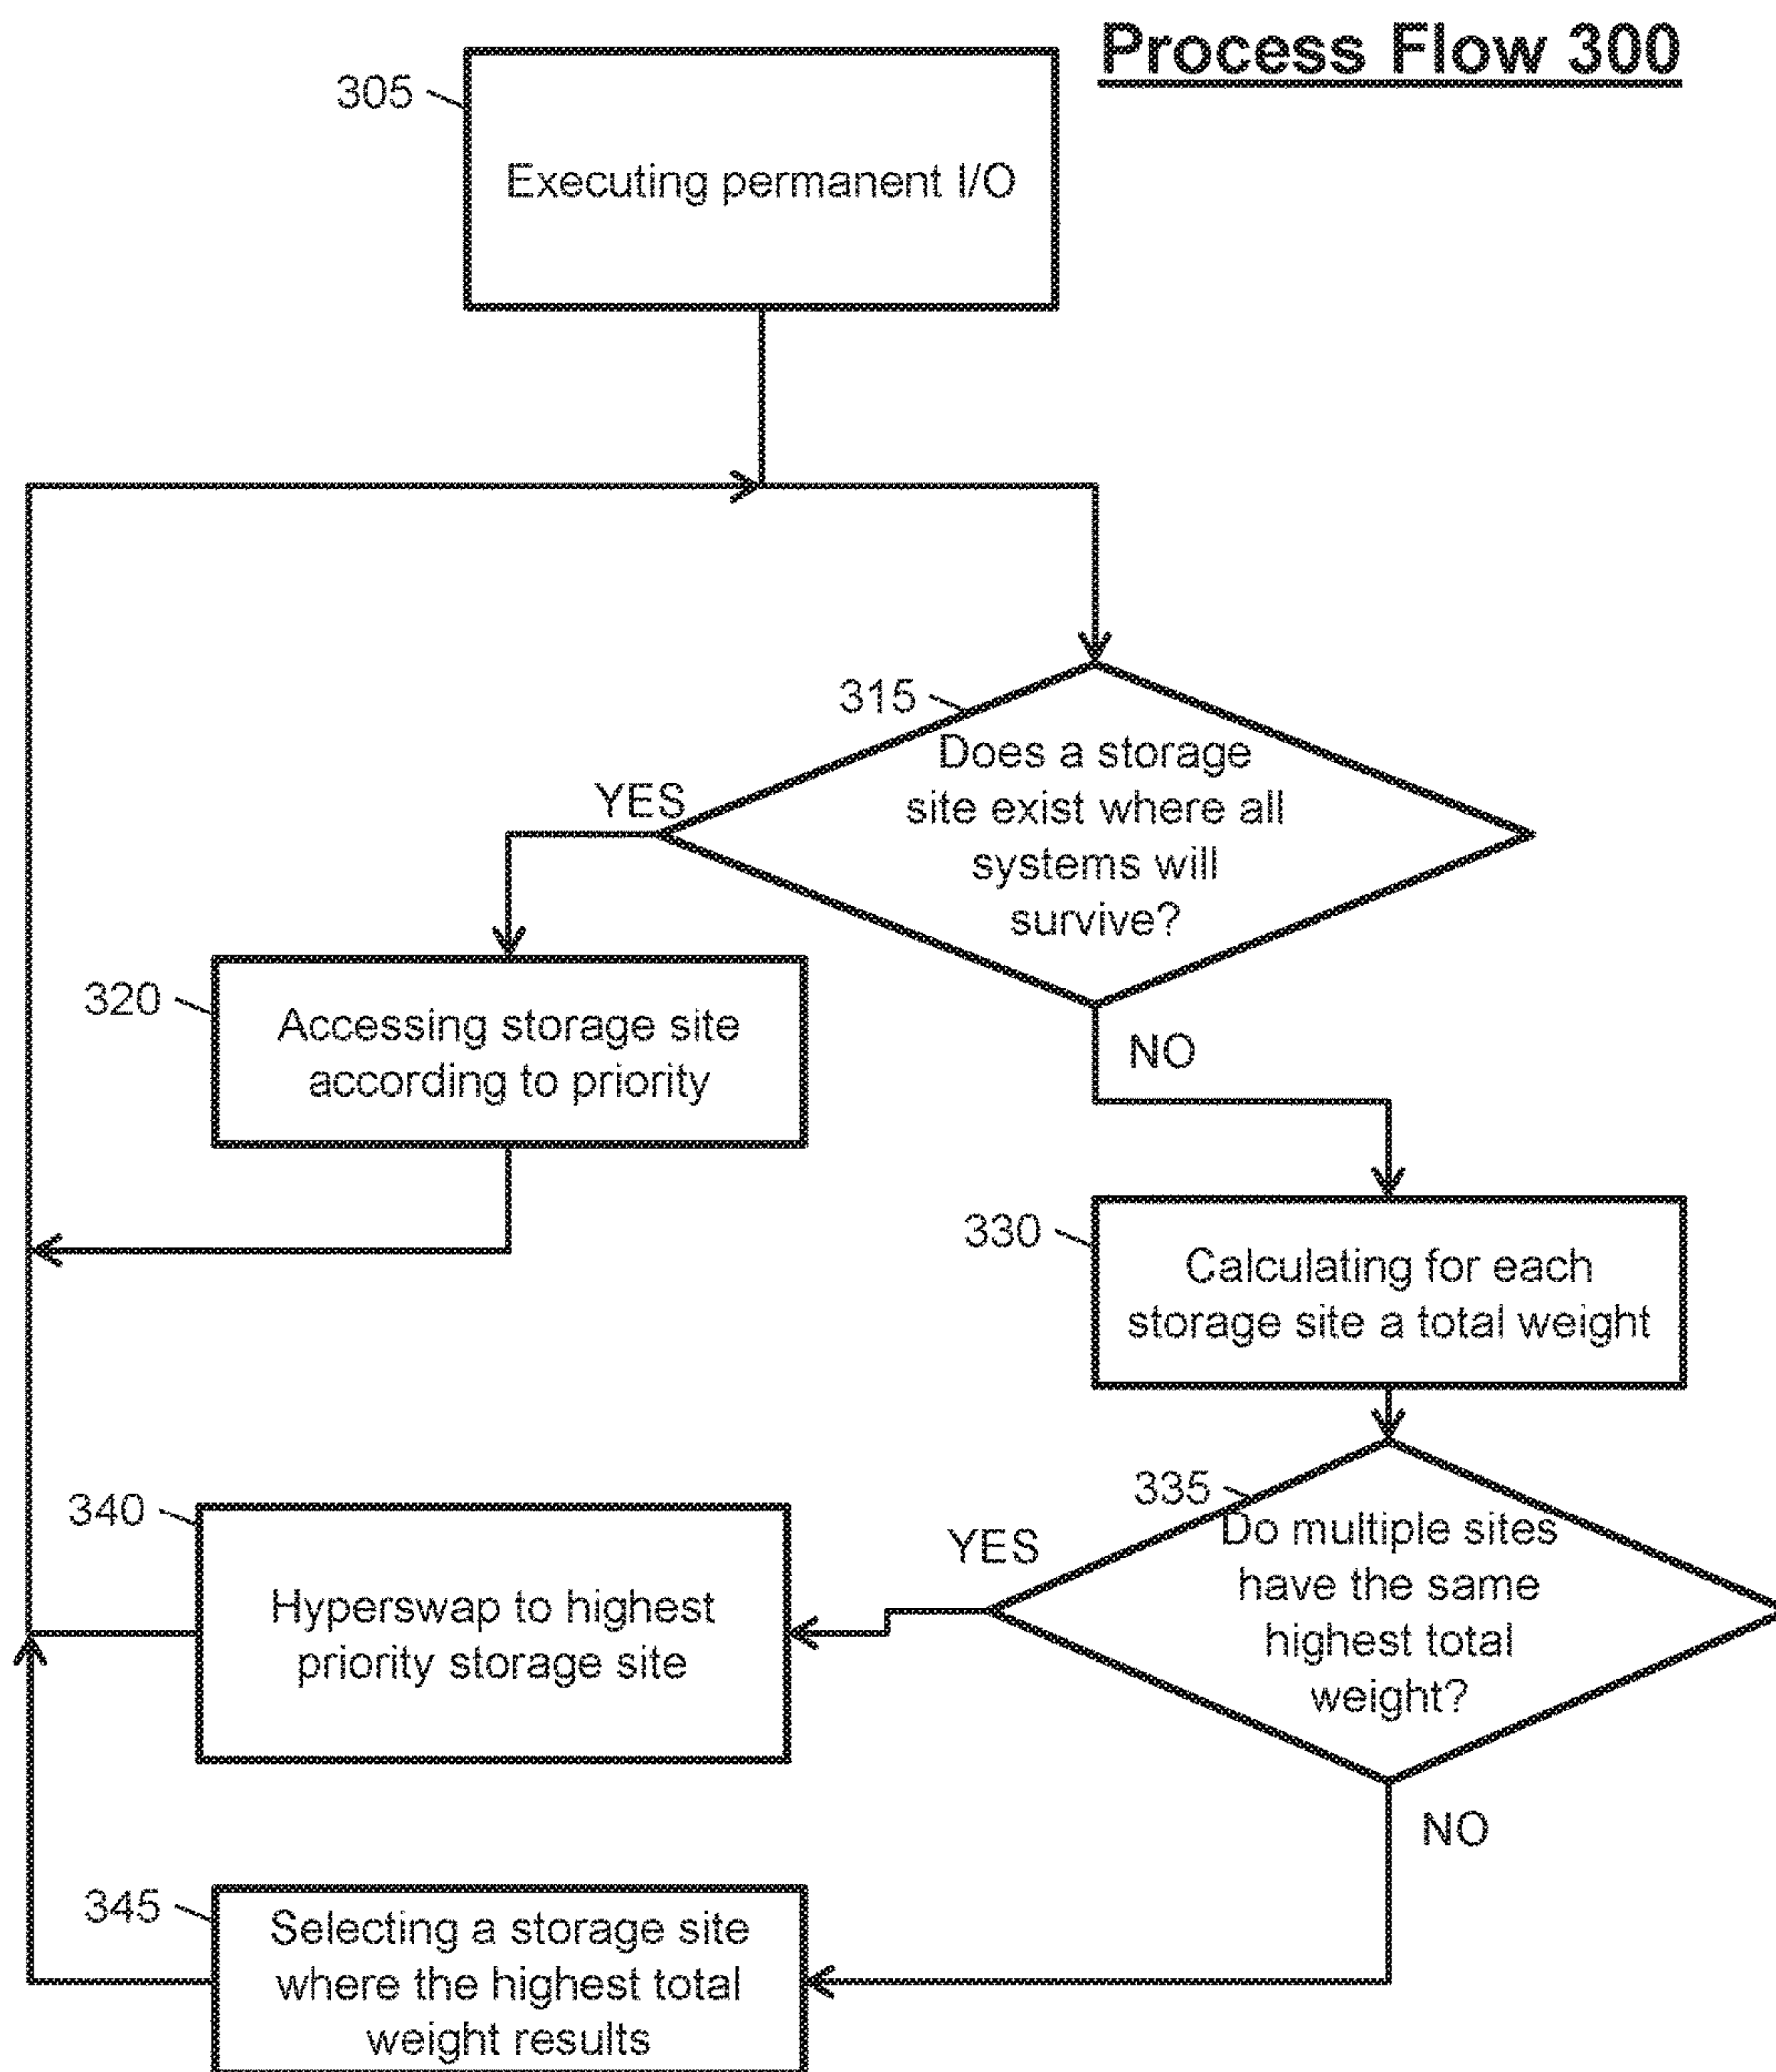 Process Flow 300
305
Executing permanent I/O
315
Does a storage
site exist where all
systems will
survive?
YES
NO
320
Accessing storage site
according to priority
330
Calculating for each
storage site a total weight
335
Do multiple sites
have the same
highest total
weight?
YES
NO
340
Hyperswap to highest
priority storage site
345
Selecting a storage site
where the highest total
weight results